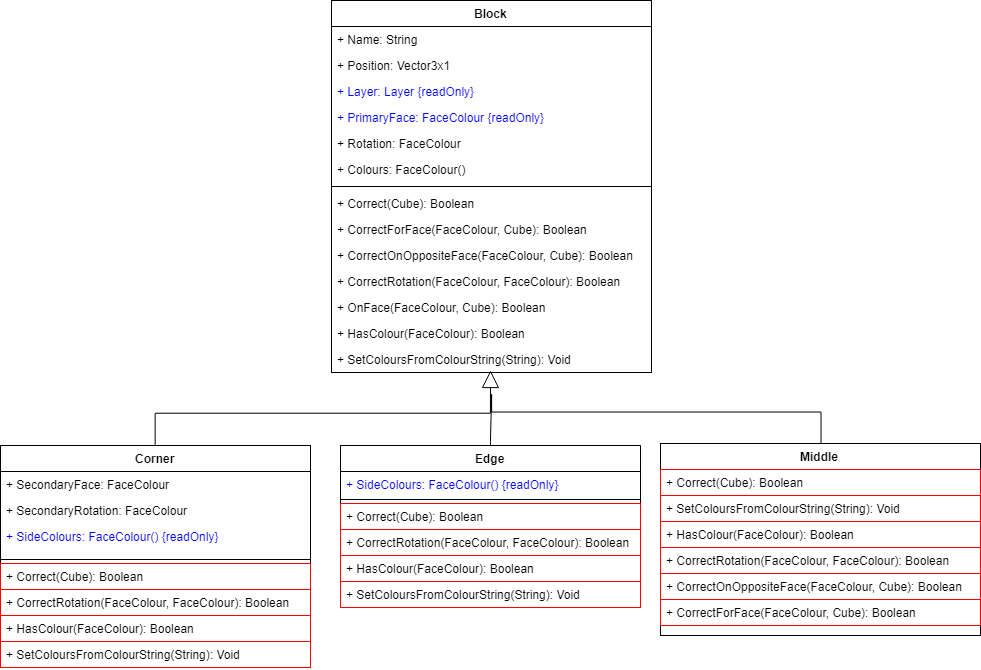 Block
+ Name: String
+ Position: Vector3x1
+ Layer: Layer {readOnly}
+ PrimaryFace: FaceColour {readOnly}
+ Rotation: FaceColour
+ Colours: FaceColour()
+ Correct(Cube): Boolean
+ CorrectForFace(FaceColour, Cube): Boolean
+ CorrectOnOppositeFace(FaceColour, Cube): Boolean
+ CorrectRotation(FaceColour, FaceColour): Boolean
+ OnFace(FaceColour, Cube): Boolean
+ HasColour(FaceColour): Boolean
+ SetColoursFromColourString(String): Void
Corner
+ SecondaryFace: FaceColour
+ SecondaryRotation: FaceColour
+ SideColours: FaceColour() {readOnly}
+ Correct(Cube): Boolean
+ CorrectRotation(FaceColour, FaceColour): Boolean
+ HasColour(FaceColour): Boolean
+ SetColoursFromColourString(String): Void
Edge
+ SideColours: FaceColour() {readOnly}
+ Correct(Cube): Boolean
+ CorrectRotation(FaceColour, FaceColour): Boolean
+ HasColour(FaceColour): Boolean
+ SetColoursFromColourString(String): Void
Middle
+ Correct(Cube): Boolean
+ SetColoursFromColourString(String): Void
+ HasColour(FaceColour): Boolean
+ CorrectRotation(FaceColour, FaceColour): Boolean
+ CorrectOnOppositeFace(FaceColour, Cube): Boolean
+ CorrectForFace(FaceColour, Cube): Boolean